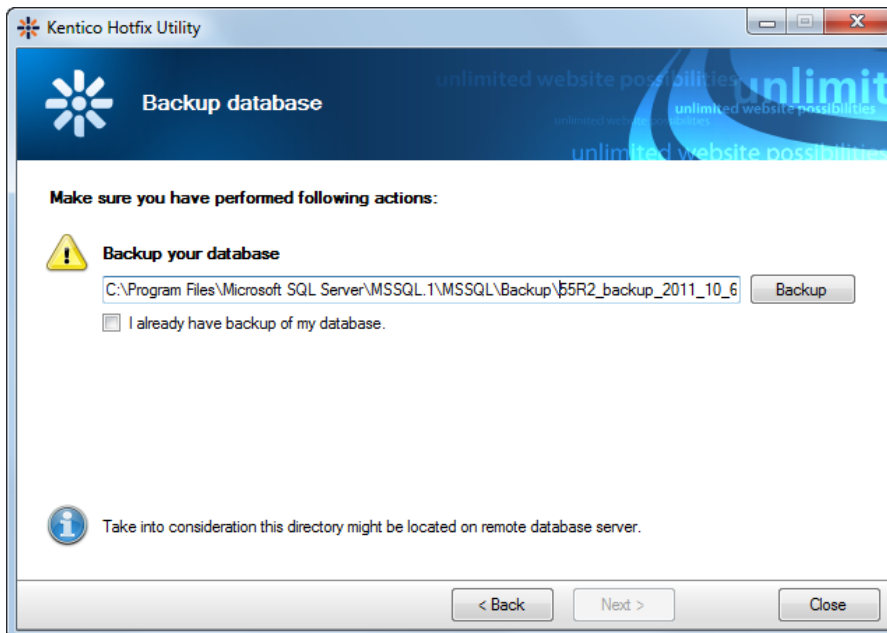 Kentico Hotfix Utility
unlimited website possibilities
unlimit
Backup database
unlimited website possibilities
unlimited website possibilities
unlimited website possibilities
Make sure you have performed following actions:
Backup your database
C:\Program Files\Microsoft SQL Server\MSSQL.1\MSSQL\Backup\55R2_backup_2011_10_6
Backup
I already have backup of my database.
Take into consideration this directory might be located on remote database server.
< Back
Next >
Close